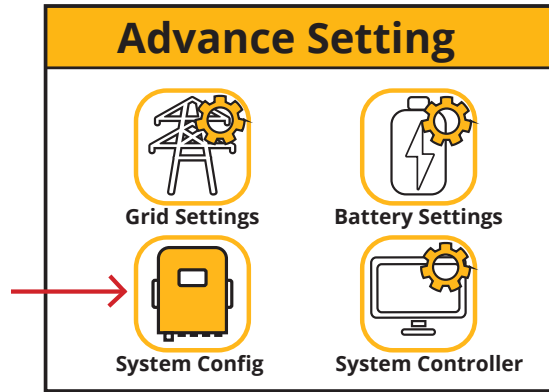 Advance Setting
Grid Settings
Battery Settings
System Config
System Controller